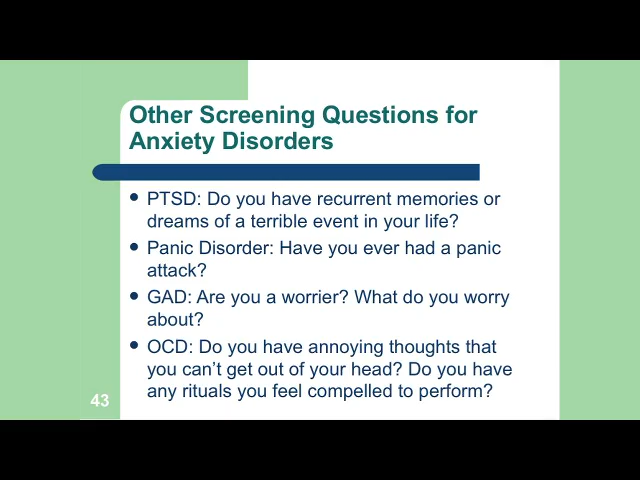 Other Screening Questions for
Anxiety Disorders
PTSD: Do you have recurrent memories or
dreams of a terrible event in your life?
Panic Disorder: Have you ever had a panic
attack?
GAD: Are you a worrier? What do you worry
about?
OCD: Do you have annoying thoughts that
you can’t get out of your head? Do you have
any rituals you feel compelled to perform?
43